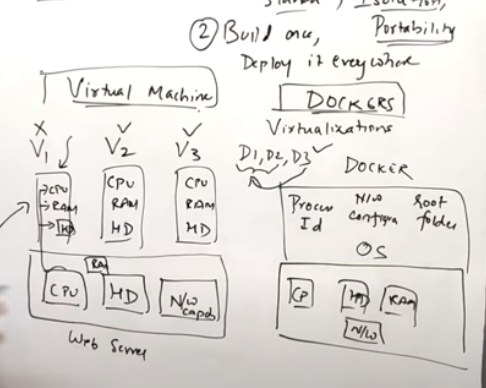 Isolation,
② Build once, Portability
Deploy it everywhere
Virtual Machine
DOCKERS
Virtualizations
X ✓ ✓
V1 V2 V3
D1, D2, D3 ✓
DOCKER
CPU CPU CPU
RAM RAM RAM
HD HD HD
Process N/W Root
Id Configra folder
OS
RAM
CPU HD N/W
CP HD RAM
N/W
Web Server